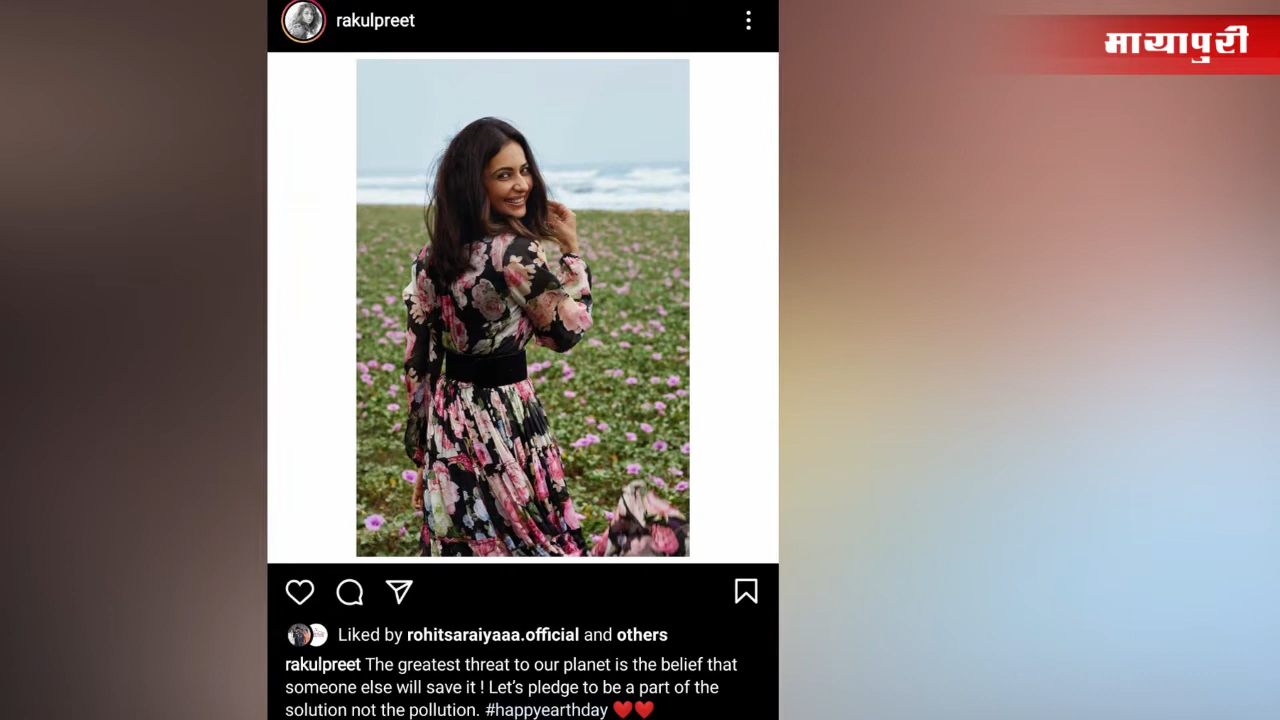 rakulpreet
मायापुरी
Liked by rohitsaraiyaaa.official and others
rakulpreet The greatest threat to our planet is the belief that
someone else will save it ! Let's pledge to be a part of the
solution not the pollution. #happyearthday ❤️❤️